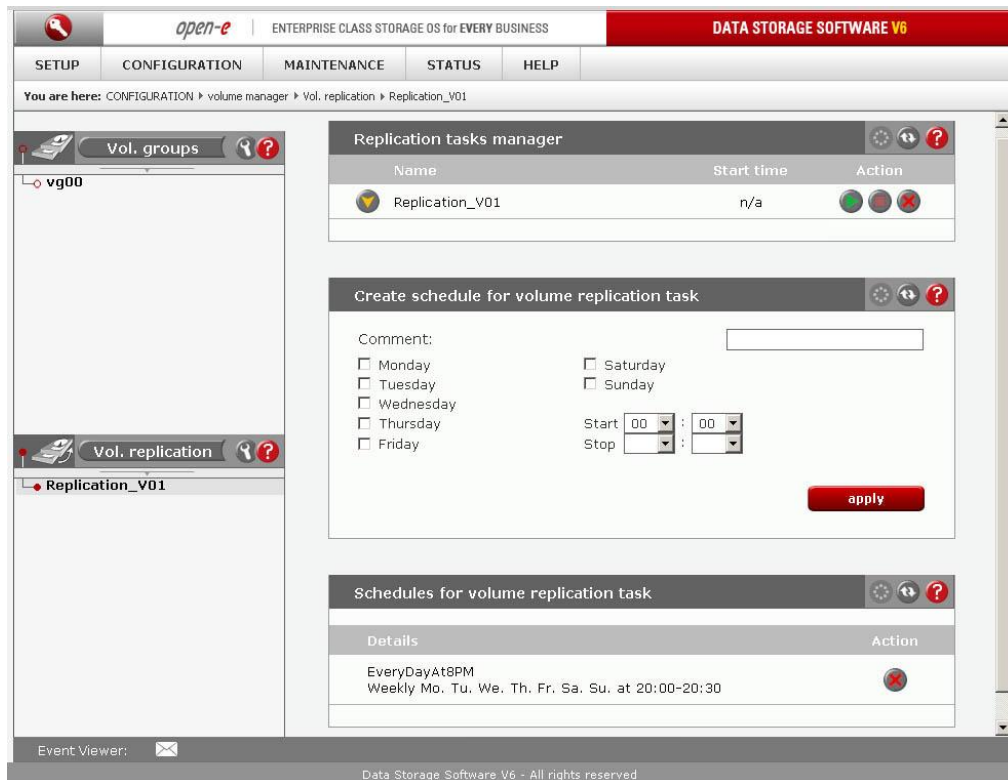 open-e ENTERPRISE CLASS STORAGE OS for EVERY BUSINESS DATA STORAGE SOFTWARE V6
SETUP CONFIGURATION MAINTENANCE STATUS HELP
You are here: CONFIGURATION volume manager Vol. replication Replication_V01
Vol. groups ?
vg00
Vol. replication ?
Replication_V01
Replication tasks manager ?
Name Start time Action
Replication_V01 n/a
Create schedule for volume replication task ?
Comment:
Monday Saturday
Tuesday Sunday
Wednesday
Thursday Start 00 : 00
Friday Stop :
apply
Schedules for volume replication task ?
Details Action
EveryDayAt8PM
Weekly Mo. Tu. We. Th. Fr. Sa. Su. at 20:00-20:30
Event Viewer:
Data Storage Software V6 - All rights reserved